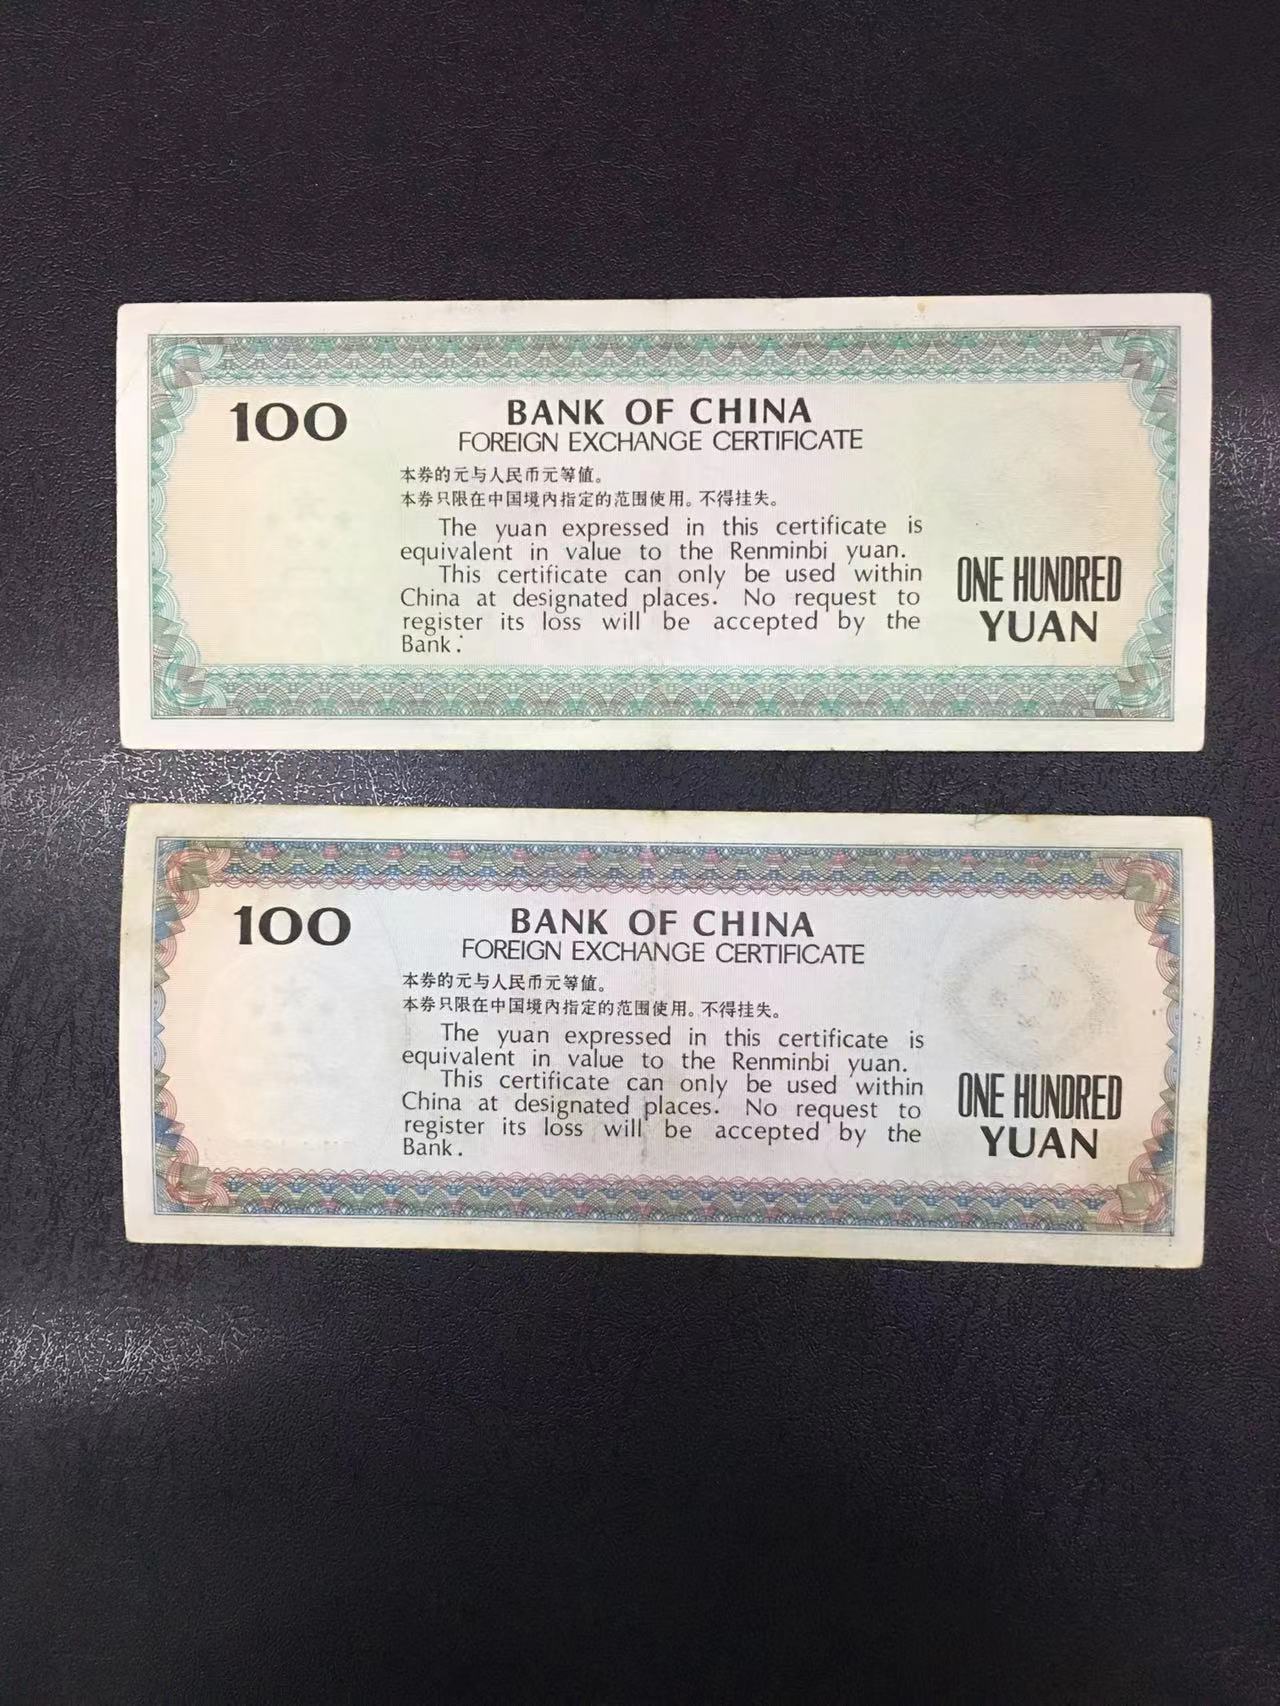 100
BANK OF CHINA
FOREIGN EXCHANGE CERTIFICATE
本券的元与人民币元等值。
本券只限在中国境内指定的范围使用。不得挂失。
The yuan expressed in this certificate is
equivalent in value to the Renminbi yuan.
This certificate can only be used within
China at designated places. No request to
register its loss will be accepted by the
Bank.
ONE HUNDRED
YUAN
100
BANK OF CHINA
FOREIGN EXCHANGE CERTIFICATE
本券的元与人民币元等值。
本券只限在中国境内指定的范围使用。不得挂失。
The yuan expressed in this certificate is
equivalent in value to the Renminbi yuan.
This certificate can only be used within
China at designated places. No request to
register its loss will be accepted by the
Bank.
ONE HUNDRED
YUAN